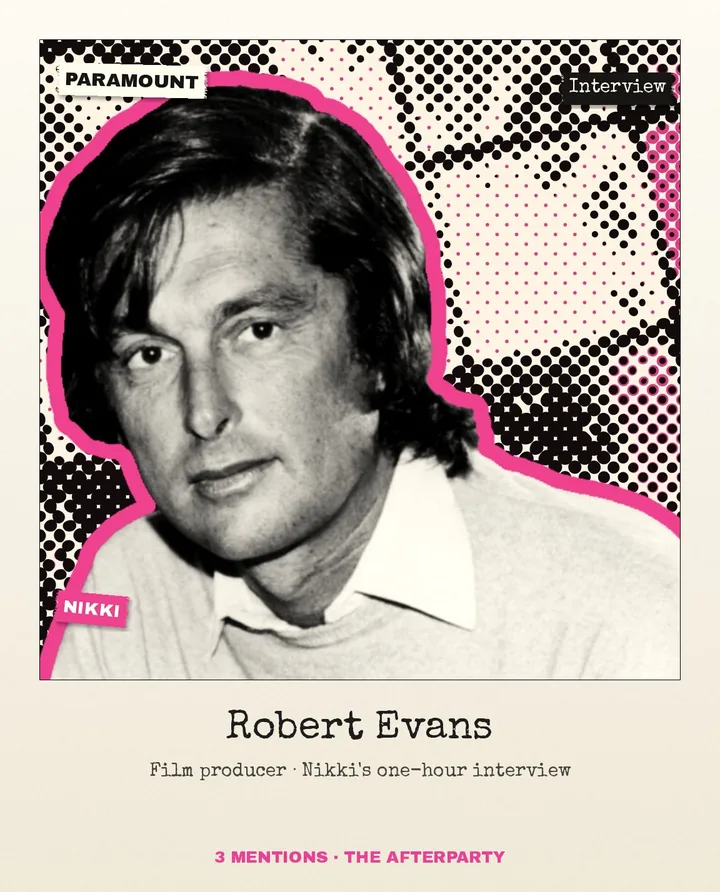 PARAMOUNT
Interview
NIKKI
Robert Evans
Film producer · Nikki's one-hour interview
3 MENTIONS · THE AFTERPARTY